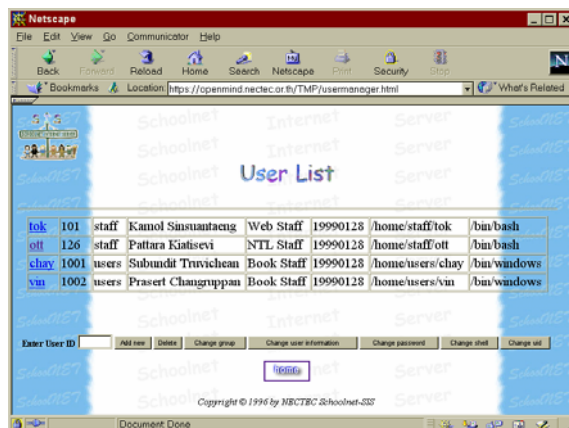 Netscape
File Edit View Go Communicator Help
Back Forward Reload Home Search Netscape Print Security Stop
Bookmarks Location: https://openmind.nectec.or.th/TMP/usermanager.html What's Related
Schoolnet Internet Server
User List
tok 101 staff Kamol Sinsuantaeng Web Staff 19990128 /home/staff/tok /bin/bash
ott 126 staff Pattara Kiatisevi NTL Staff 19990128 /home/staff/ott /bin/bash
chay 1001 users Subundit Truvichean Book Staff 19990128 /home/users/chay /bin/windows
vin 1002 users Prasert Changruppan Book Staff 19990128 /home/users/vin /bin/windows
Enter User ID Add new Delete Change group Change user information Change password Change shell Change uid
home
Copyright © 1996 by NECTEC Schoolnet-SIS
Document: Done